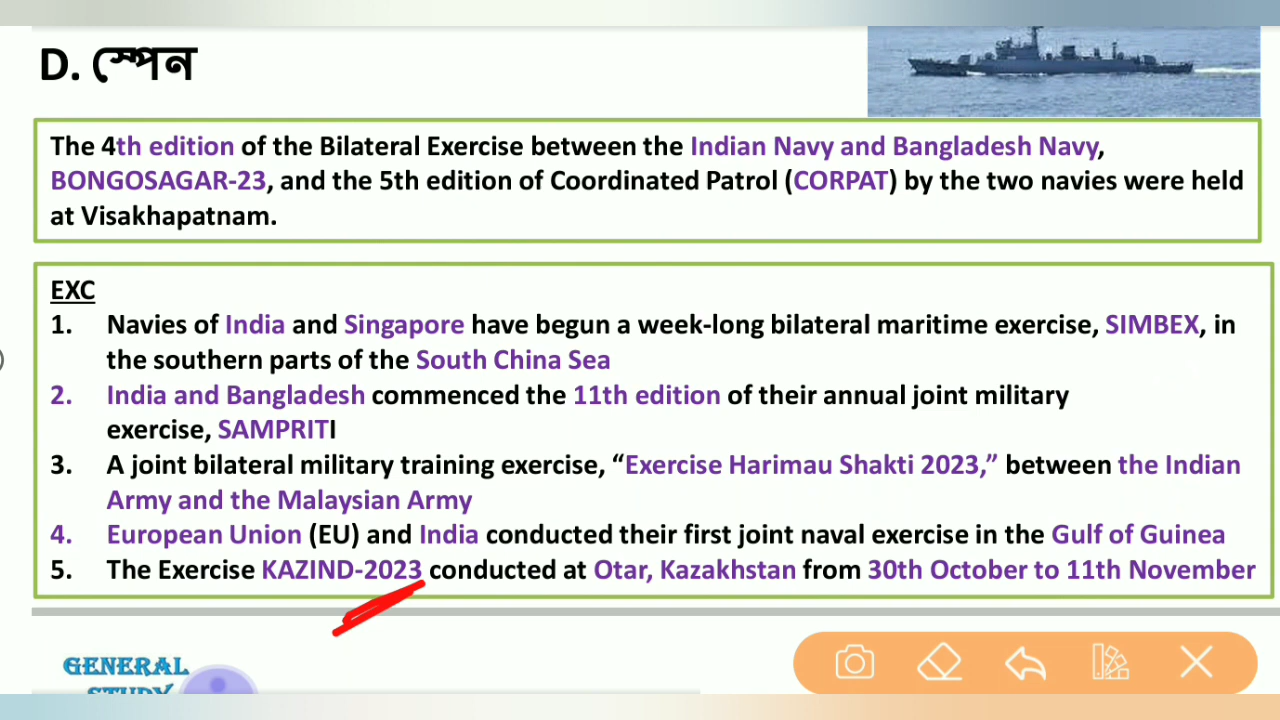 D. স্পেন
The 4th edition of the Bilateral Exercise between the Indian Navy and Bangladesh Navy,
BONGOSAGAR-23, and the 5th edition of Coordinated Patrol (CORPAT) by the two navies were held
at Visakhapatnam.
EXC
1. Navies of India and Singapore have begun a week-long bilateral maritime exercise, SIMBEX, in
the southern parts of the South China Sea
2. India and Bangladesh commenced the 11th edition of their annual joint military
exercise, SAMPRITI
3. A joint bilateral military training exercise, “Exercise Harimau Shakti 2023,” between the Indian
Army and the Malaysian Army
4. European Union (EU) and India conducted their first joint naval exercise in the Gulf of Guinea
5. The Exercise KAZIND-2023 conducted at Otar, Kazakhstan from 30th October to 11th November
GENERAL
STUDY